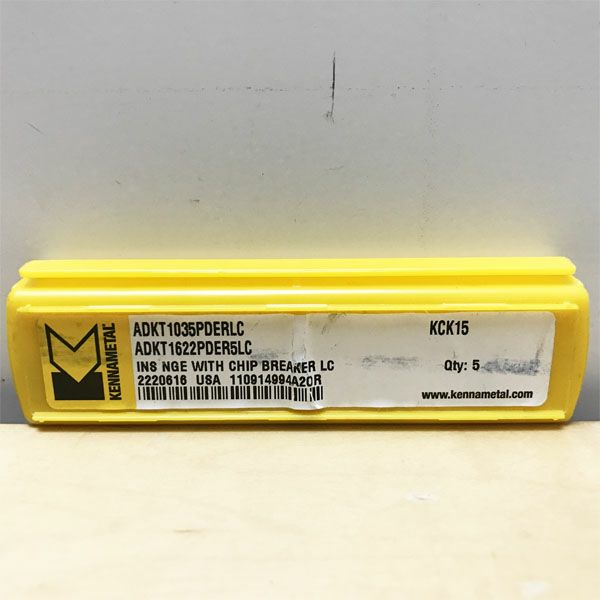 KENNAMETAL
ADKT1035PDERLC
KCK15
ADKT1622PDER5LC
INS NGE WITH CHIP BREAKER LC
Qty: 5
2220616 USA 110914994A20R
www.kennametal.com